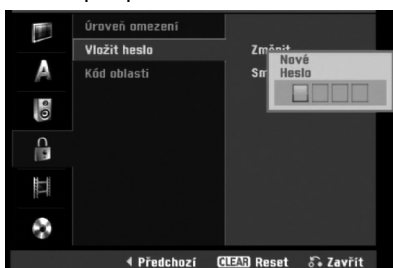 Úroveň omezení
Vložit heslo
Změnit
Kód oblasti
Nové
Heslo
A
Předchozí CLEAR Reset Zavřít